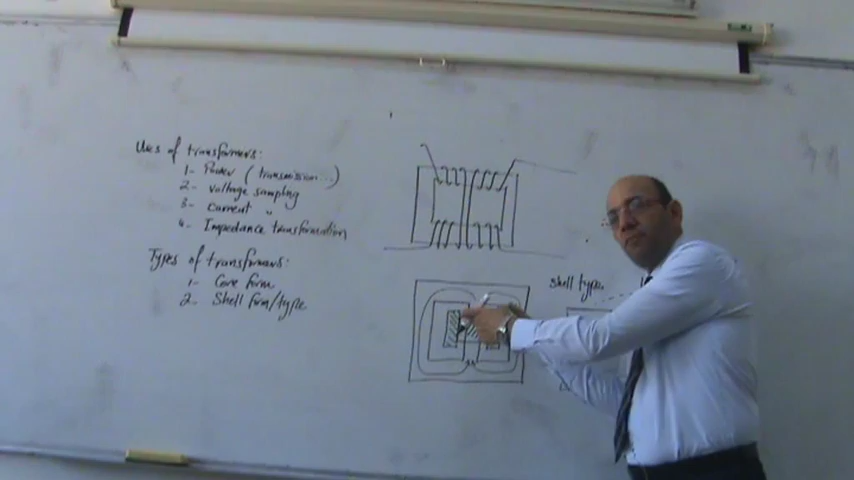 Uses of transformers:
1- Power (transmission...)
2- Voltage sampling
3- Current "
4- Impedance transformation
Types of transformers:
1- Core form
2- Shell form/type
Shell type